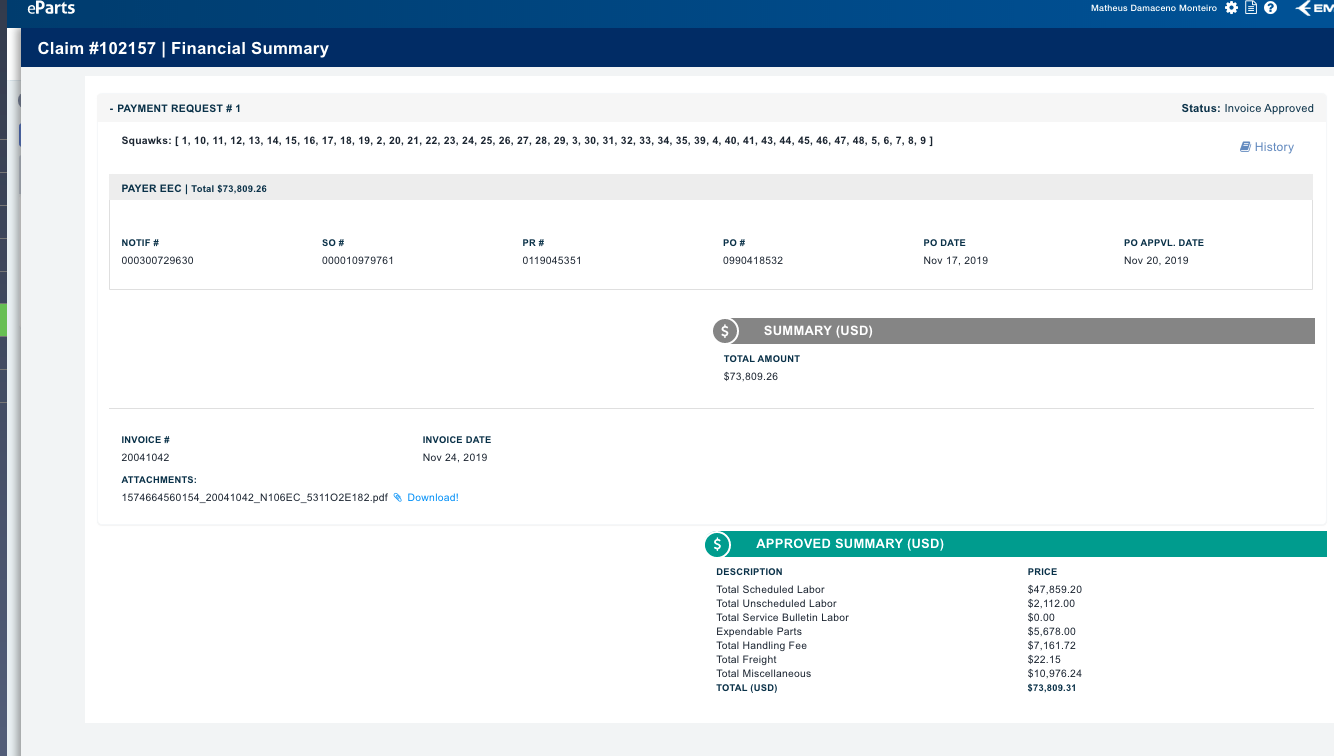 eParts
Matheus Damaceno Monteiro
EM
Claim #102157 | Financial Summary
- PAYMENT REQUEST # 1
Status: Invoice Approved
Squawks: [ 1, 10, 11, 12, 13, 14, 15, 16, 17, 18, 19, 2, 20, 21, 22, 23, 24, 25, 26, 27, 28, 29, 3, 30, 31, 32, 33, 34, 35, 39, 4, 40, 41, 43, 44, 45, 46, 47, 48, 5, 6, 7, 8, 9 ]
History
PAYER EEC | Total $73,809.26
NOTIF # SO # PR # PO # PO DATE PO APPVL. DATE
000300729630 000010979761 0119045351 0990418532 Nov 17, 2019 Nov 20, 2019
$ SUMMARY (USD)
TOTAL AMOUNT
$73,809.26
INVOICE # INVOICE DATE
20041042 Nov 24, 2019
ATTACHMENTS:
1574664560154_20041042_N106EC_5311O2E182.pdf Download!
$ APPROVED SUMMARY (USD)
DESCRIPTION PRICE
Total Scheduled Labor $47,859.20
Total Unscheduled Labor $2,112.00
Total Service Bulletin Labor $0.00
Expendable Parts $5,678.00
Total Handling Fee $7,161.72
Total Freight $22.15
Total Miscellaneous $10,976.24
TOTAL (USD) $73,809.31